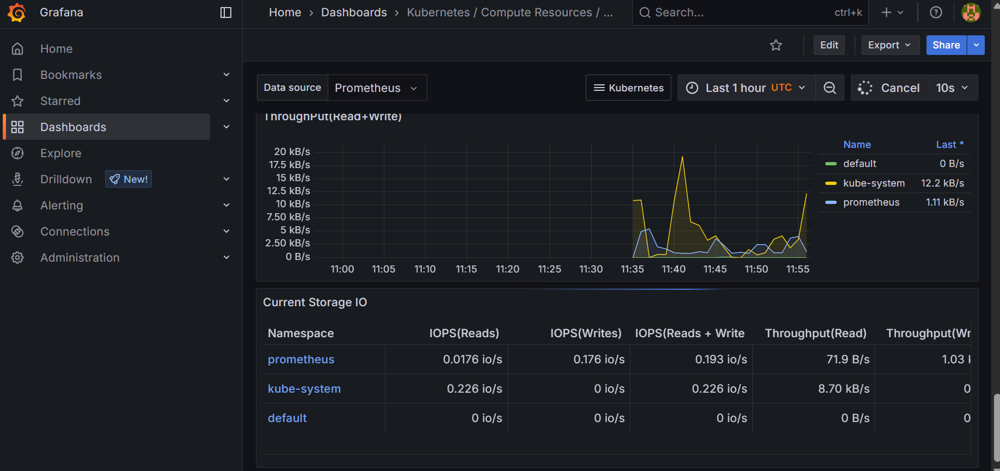 Grafana
Home › Dashboards › Kubernetes / Compute Resources / ...
Search...
ctrl+k
Home
Bookmarks
Starred
Dashboards
Explore
Drilldown
New!
Alerting
Connections
Administration
Edit
Export
Share
Data source
Prometheus
Kubernetes
Last 1 hour UTC
Cancel
10s
ThroughPut(Read+Write)
20 kB/s
17.5 kB/s
15 kB/s
12.5 kB/s
10 kB/s
7.50 kB/s
5 kB/s
2.50 kB/s
0 B/s
11:00 11:05 11:10 11:15 11:20 11:25 11:30 11:35 11:40 11:45 11:50 11:55
Name Last *
default 0 B/s
kube-system 12.2 kB/s
prometheus 1.11 kB/s
Current Storage IO
Namespace IOPS(Reads) IOPS(Writes) IOPS(Reads + Write Throughput(Read) Throughput(Wr
prometheus 0.0176 io/s 0.176 io/s 0.193 io/s 71.9 B/s 1.03 k
kube-system 0.226 io/s 0 io/s 0.226 io/s 8.70 kB/s 0
default 0 io/s 0 io/s 0 io/s 0 B/s 0